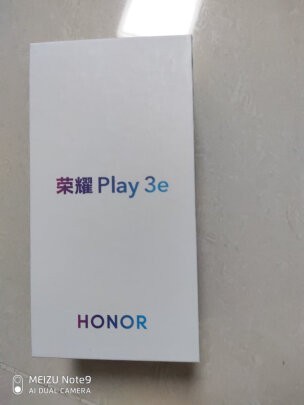 荣耀 Play 3e
HONOR
MEIZU Note9
AI DUAL CAMERA